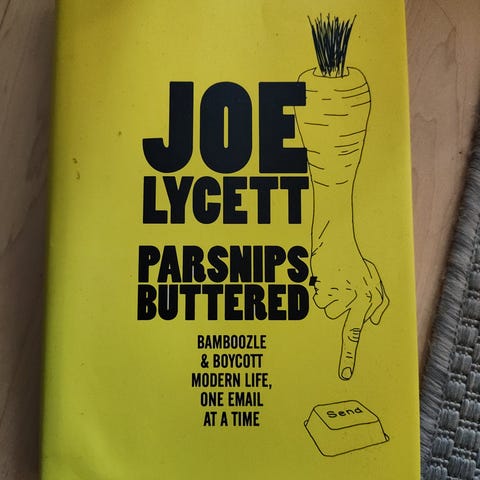 JOE
LYCETT
PARSNIPS,
BUTTERED
BAMBOOZLE
& BOYCOTT
MODERN LIFE,
ONE EMAIL
AT A TIME
Send